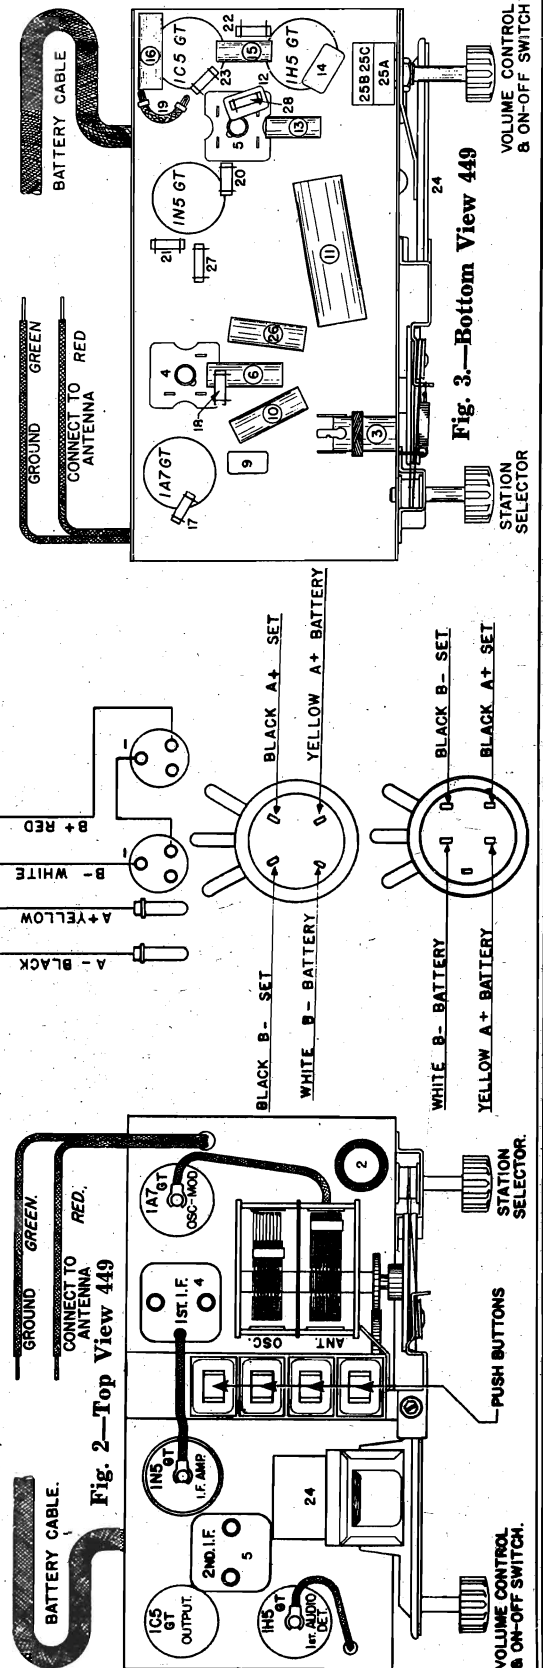 BATTERY CABLE
GROUND
GREEN
CONNECT TO
ANTENNA
RED
16
1C5 GT
19
23
22
15
12
1H5 GT
14
28
5
13
25B 25C
25A
1N5 GT
20
21
27
11
24
26
4
6
18
10
9
3
1A7GT
17
VOLUME CONTROL
& ON-OFF SWITCH
STATION
SELECTOR
Fig. 3.—Bottom View 449
B+ RED
B- WHITE
A+YELLOW
A- BLACK
BLACK A+ SET
YELLOW A+ BATTERY
BLACK B- SET
WHITE B- BATTERY
BLACK B- SET
BLACK A+ SET
WHITE B- BATTERY
YELLOW A+ BATTERY
BATTERY CABLE.
Fig. 2—Top View 449
GROUND
GREEN.
CONNECT TO
ANTENNA
RED.
1A7
GT
OSC-MOD.
2
1ST. I.F.
4
OSC.
ANT.
1N5
GT
I.F. AMP.
2ND. I.F.
5
1C5
GT
OUTPUT.
1H5
GT
1ST. AUDIO
DET.
24
PUSH BUTTONS
STATION
SELECTOR.
VOLUME CONTROL
& ON-OFF SWITCH.